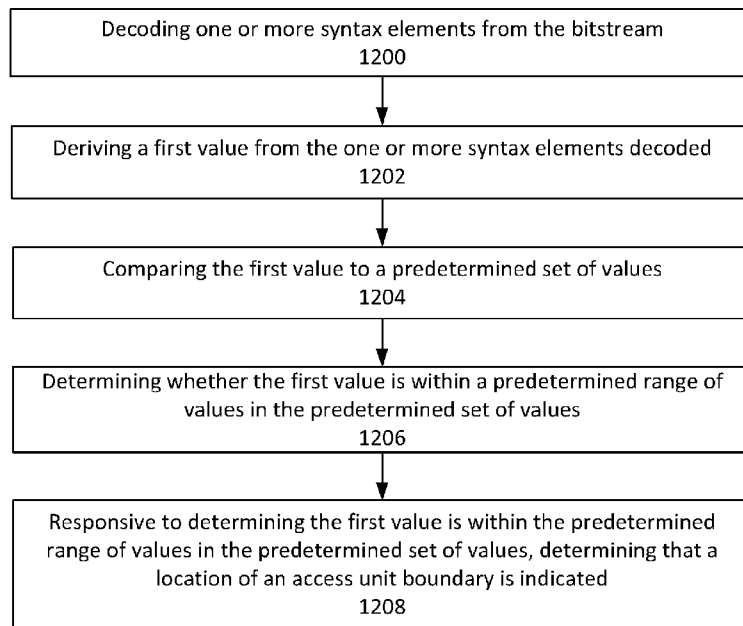 Decoding one or more syntax elements from the bitstream
1200
Deriving a first value from the one or more syntax elements decoded
1202
Comparing the first value to a predetermined set of values
1204
Determining whether the first value is within a predetermined range of
values in the predetermined set of values
1206
Responsive to determining the first value is within the predetermined
range of values in the predetermined set of values, determining that a
location of an access unit boundary is indicated
1208